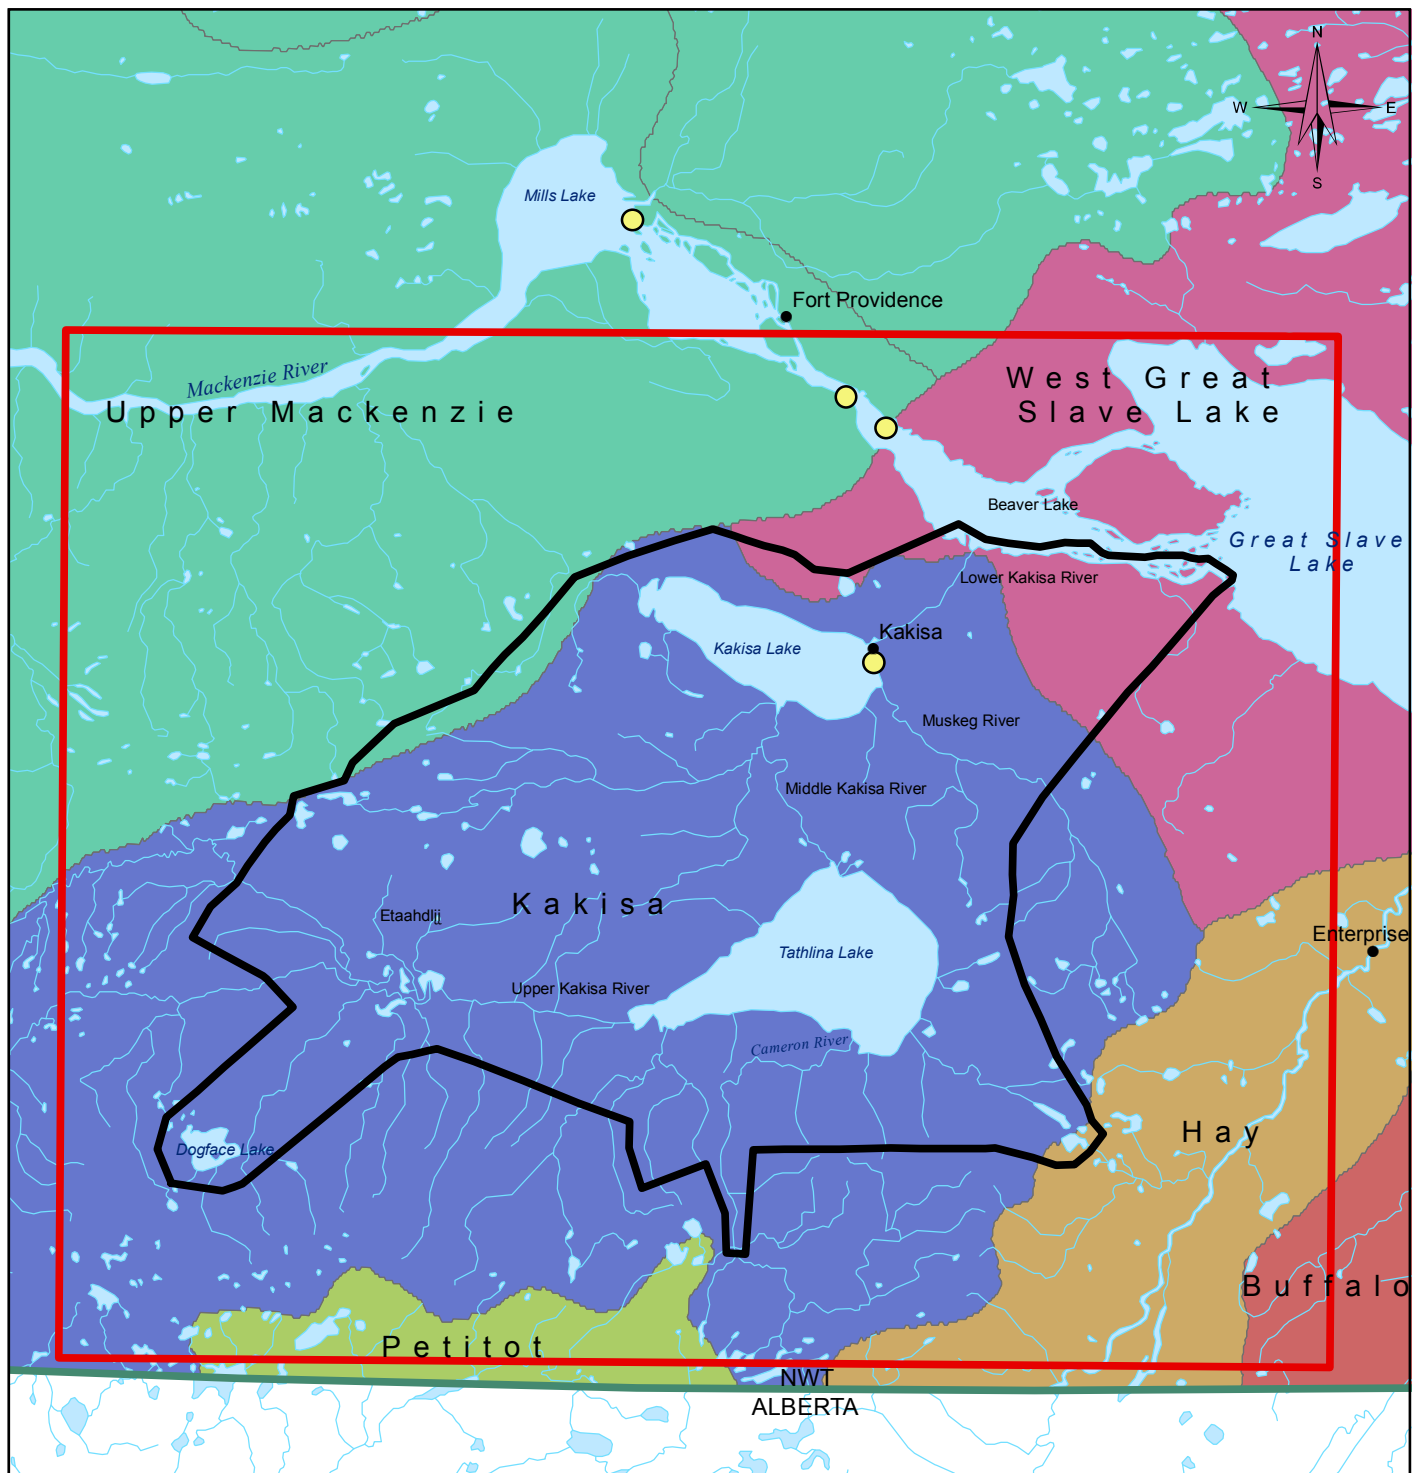 N
W E
S
Mills Lake
Fort Providence
Mackenzie River
Upper Mackenzie
West Great
Slave Lake
Beaver Lake
Great Slave
Lake
Lower Kakisa River
Kakisa
Kakisa Lake
Muskeg River
Middle Kakisa River
Kakisa
Etaahdlįį
Enterprise
Tathlina Lake
Upper Kakisa River
Cameron River
Hay
Dogface Lake
Buffalo
Petitot
NWT
ALBERTA